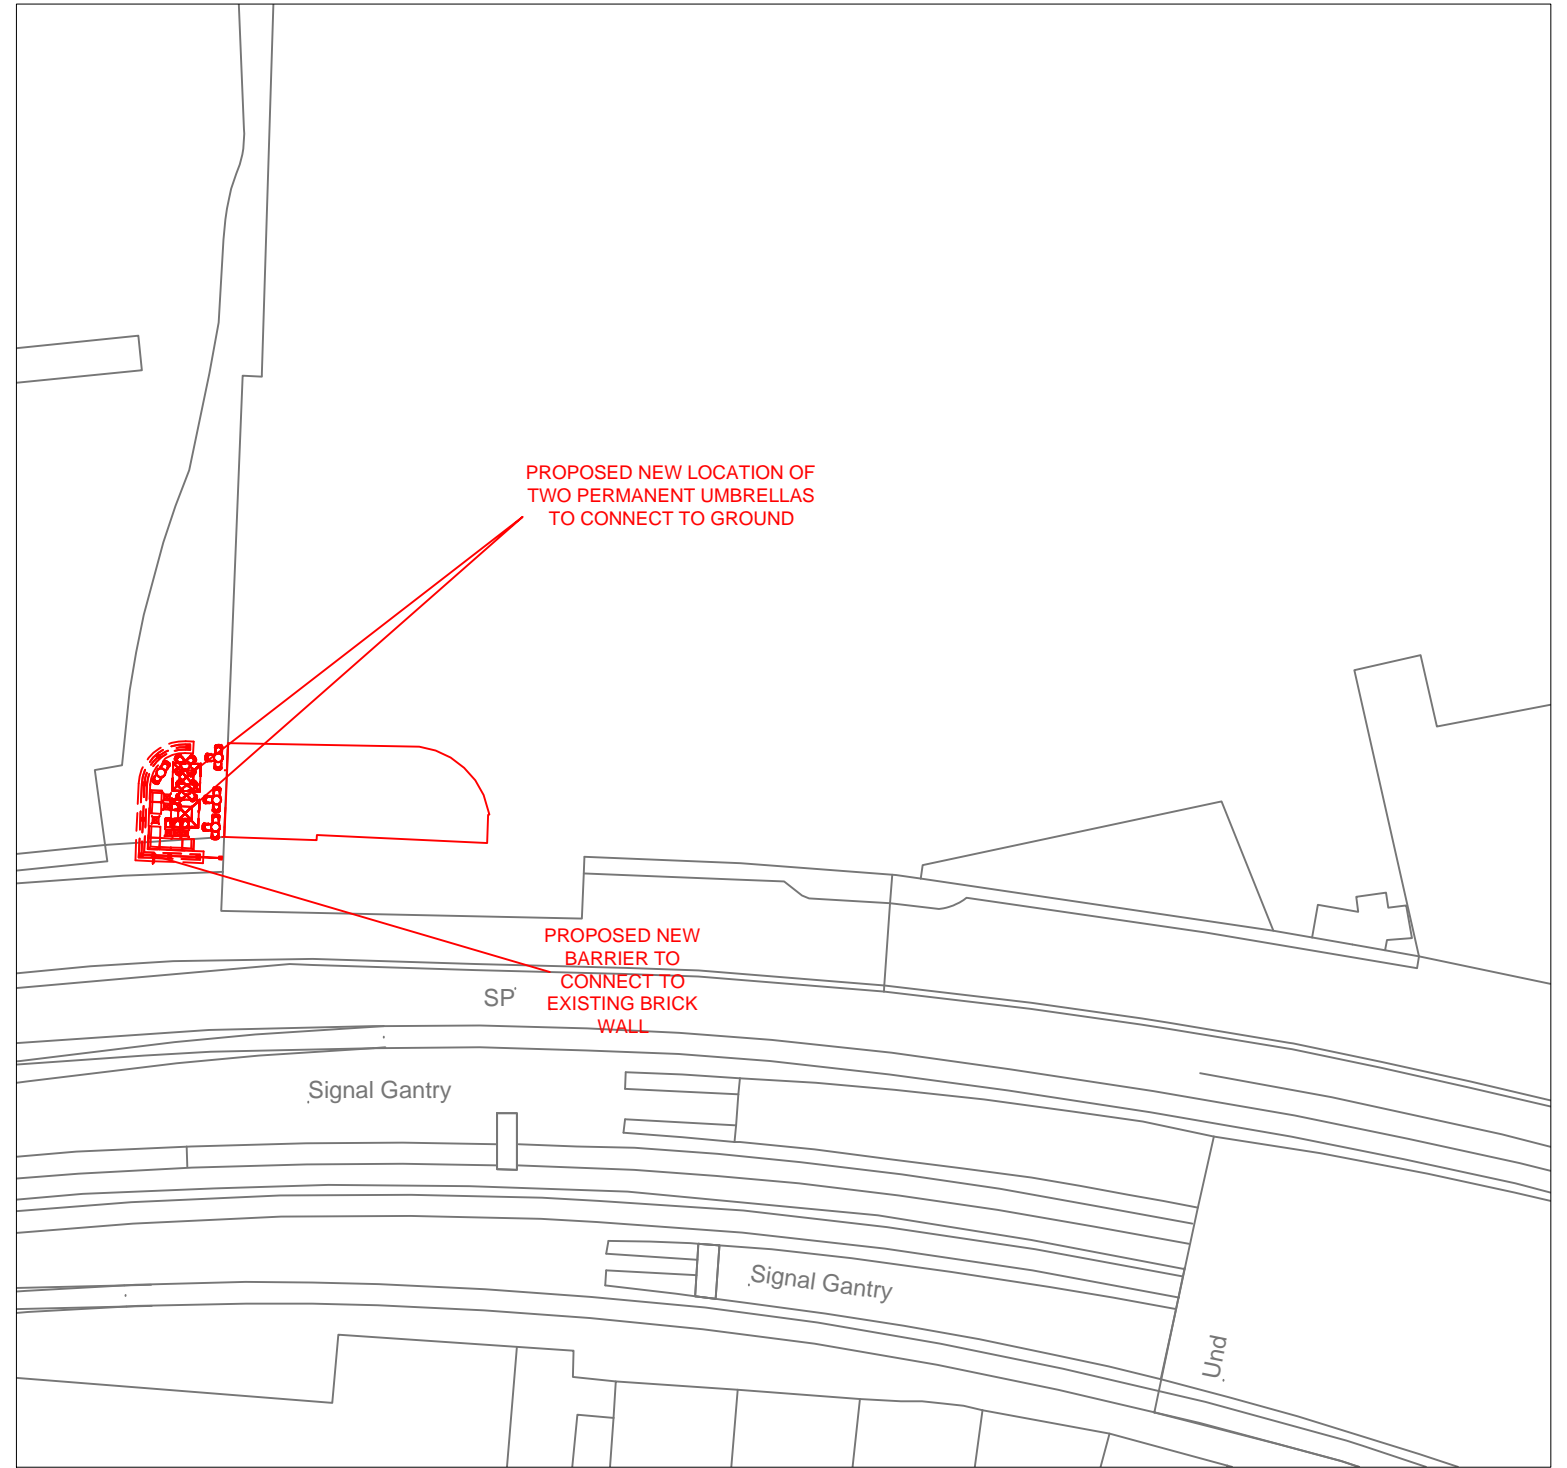 PROPOSED NEW LOCATION OF
TWO PERMANENT UMBRELLAS
TO CONNECT TO GROUND
PROPOSED NEW
BARRIER TO
CONNECT TO
EXISTING BRICK
WALL
SP
Signal Gantry
Signal Gantry
Und